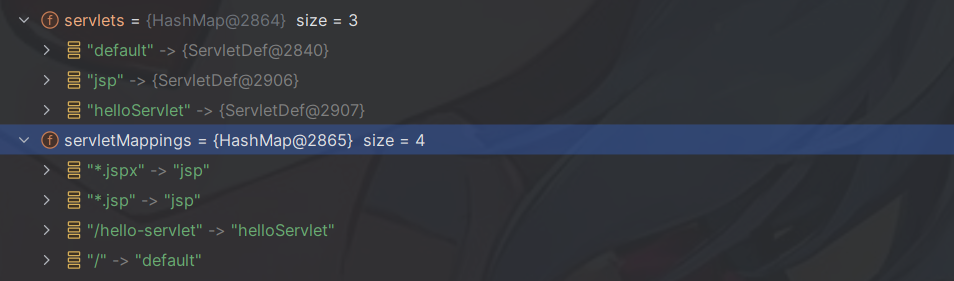 servlets = {HashMap@2864} size = 3
"default" -> {ServletDef@2840}
"jsp" -> {ServletDef@2906}
"helloServlet" -> {ServletDef@2907}
servletMappings = {HashMap@2865} size = 4
"*.jspx" -> "jsp"
"*.jsp" -> "jsp"
"/hello-servlet" -> "helloServlet"
"/" -> "default"